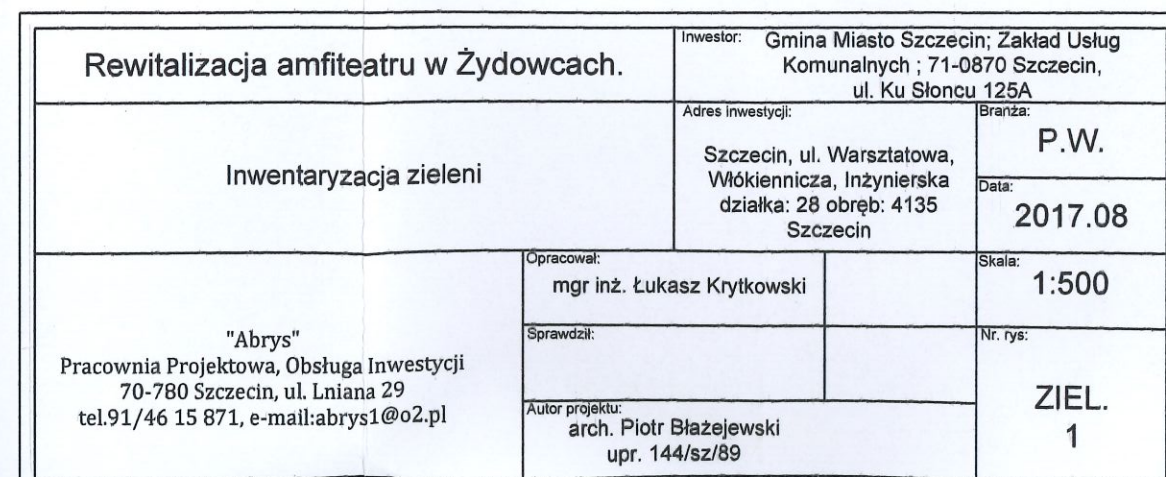 Rewitalizacja amfiteatru w Żydowcach.
Inwestor: Gmina Miasto Szczecin; Zakład Usług
Komunalnych ; 71-0870 Szczecin,
ul. Ku Słoncu 125A
Inwentaryzacja zieleni
Adres inwestycji:
Szczecin, ul. Warsztatowa,
Włókiennicza, Inżynierska
działka: 28 obręb: 4135
Szczecin
Branża:
P.W.
Data:
2017.08
"Abrys"
Pracownia Projektowa, Obsługa Inwestycji
70-780 Szczecin, ul. Lniana 29
tel.91/46 15 871, e-mail:abrys1@o2.pl
Opracował:
mgr inż. Łukasz Krytkowski
Sprawdził:
Autor projektu:
arch. Piotr Błażejewski
upr. 144/sz/89
Skala:
1:500
Nr. rys:
ZIEL.
1